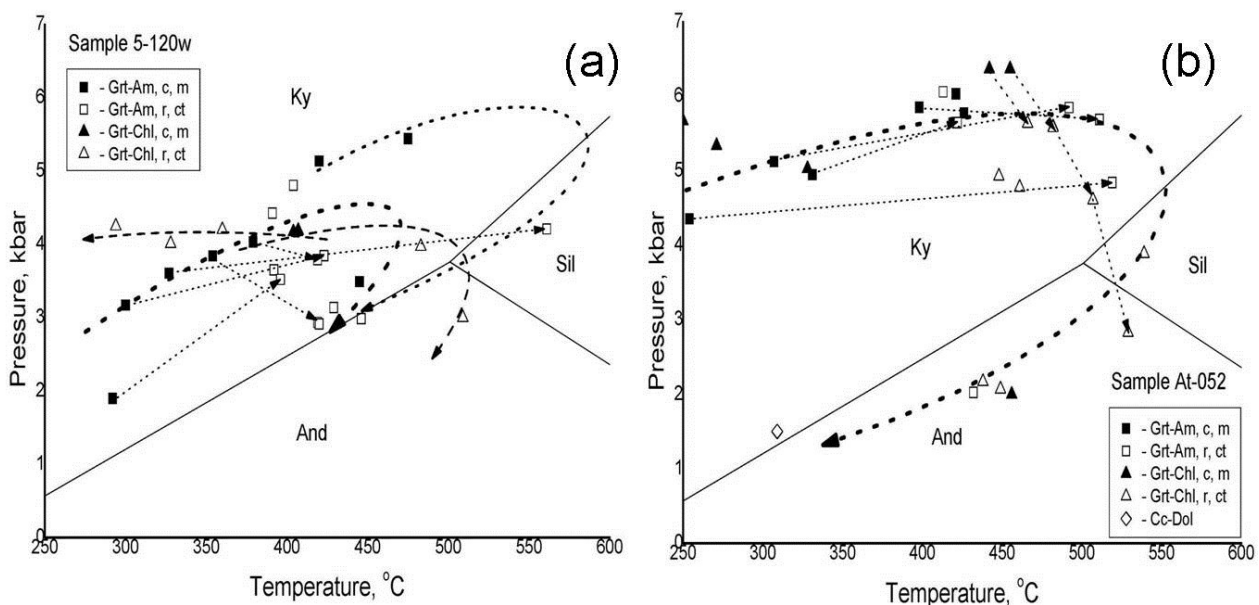 (a)
Sample 5-120w
- Grt-Am, c, m
- Grt-Am, r, ct
- Grt-Chl, c, m
- Grt-Chl, r, ct
Ky
Sil
And
Pressure, kbar
7
6
5
4
3
2
1
0
250 300 350 400 450 500 550 600
Temperature, °C
(b)
Ky
Sil
And
Sample At-052
- Grt-Am, c, m
- Grt-Am, r, ct
- Grt-Chl, c, m
- Grt-Chl, r, ct
- Cc-Dol
Pressure, kbar
7
6
5
4
3
2
1
0
250 300 350 400 450 500 550 600
Temperature, °C